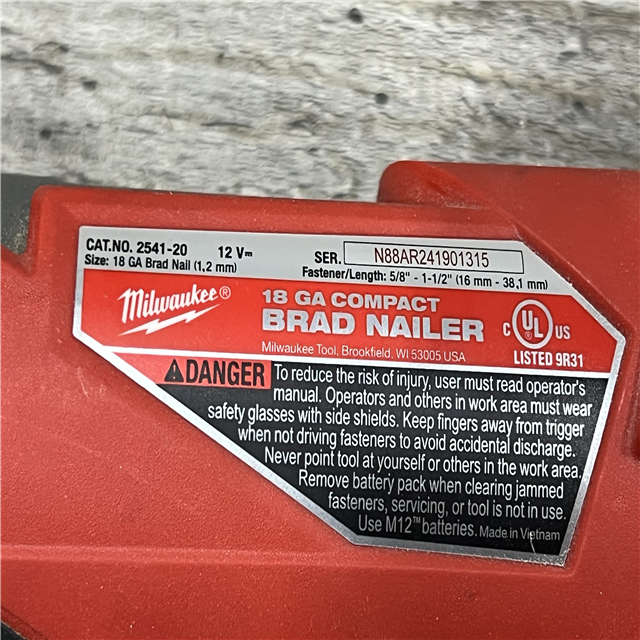 CAT.NO. 2541-20 12 V⎓ SER. N88AR241901315
Size: 18 GA Brad Nail (1,2 mm) Fastener/Length: 5/8" - 1-1/2" (16 mm - 38,1 mm)
Milwaukee®
18 GA COMPACT
BRAD NAILER
Milwaukee Tool, Brookfield, WI 53005 USA
C UL® US
LISTED 9R31
⚠DANGER To reduce the risk of injury, user must read operator's
manual. Operators and others in work area must wear
safety glasses with side shields. Keep fingers away from trigger
when not driving fasteners to avoid accidental discharge.
Never point tool at yourself or others in the work area.
Remove battery pack when clearing jammed
fasteners, servicing, or tool is not in use.
Use M12™ batteries. Made in Vietnam